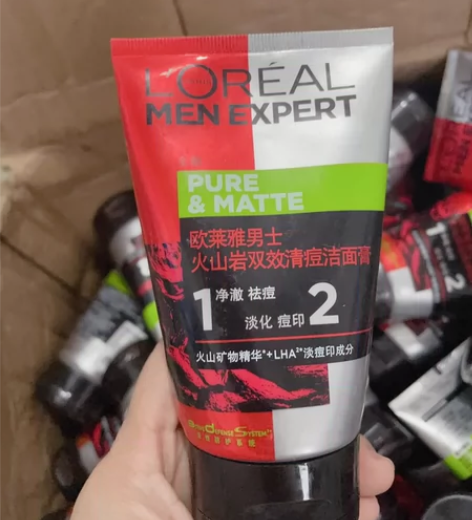 L'ORÉAL
MEN EXPERT
PURE
& MATTE
欧莱雅男士
火山岩双效清痘洁面膏
1 净澈 祛痘
淡化 痘印 2
火山矿物精华+LHA淡痘印成分